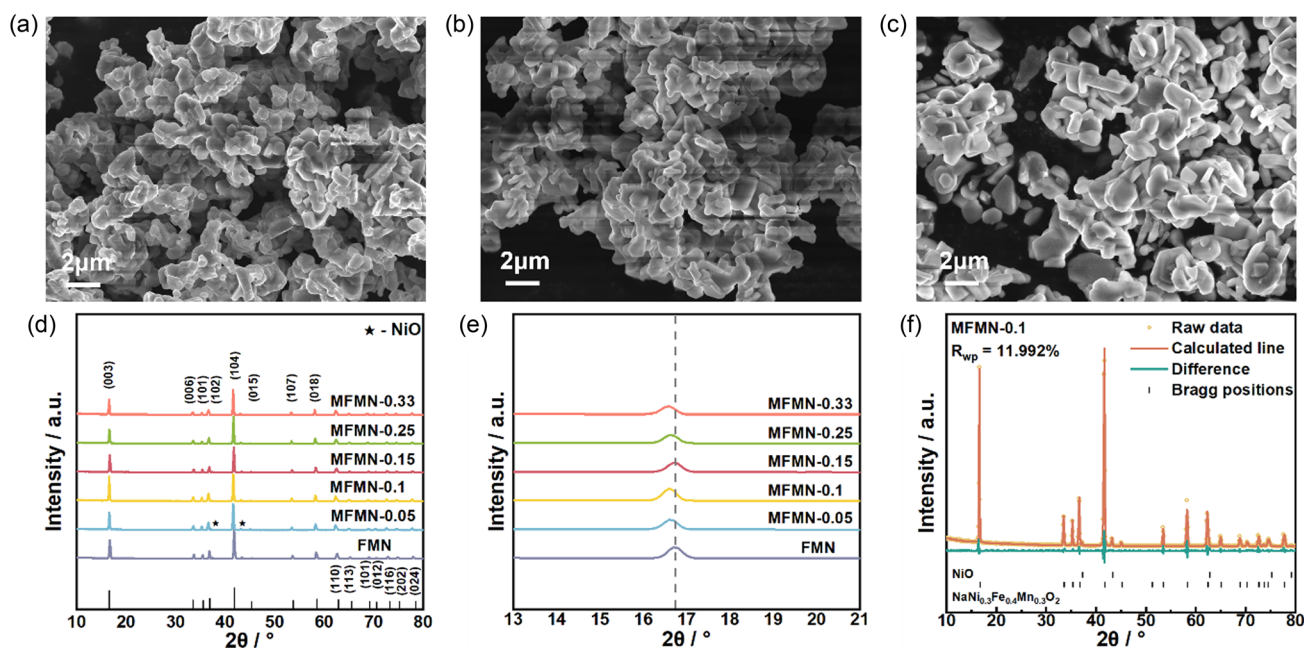 (a)
2μm
(b)
2μm
(c)
2μm
(d)
★ - NiO
(003)
(006)
(101)
(102)
(104)
(015)
(107)
(018)
MFMN-0.33
MFMN-0.25
MFMN-0.15
MFMN-0.1
MFMN-0.05
★ ★
FMN
(110)
(113)
(101)
(012)
(116)
(202)
(024)
Intensity / a.u.
10 20 30 40 50 60 70 80
2θ / °
(e)
MFMN-0.33
MFMN-0.25
MFMN-0.15
MFMN-0.1
MFMN-0.05
FMN
Intensity / a.u.
13 14 15 16 17 18 19 20 21
2θ / °
(f)
MFMN-0.1
Rwp = 11.992%
Raw data
Calculated line
Difference
Bragg positions
NiO
NaNi0.3Fe0.4Mn0.3O2
Intensity / a.u.
10 20 30 40 50 60 70 80
2θ / °